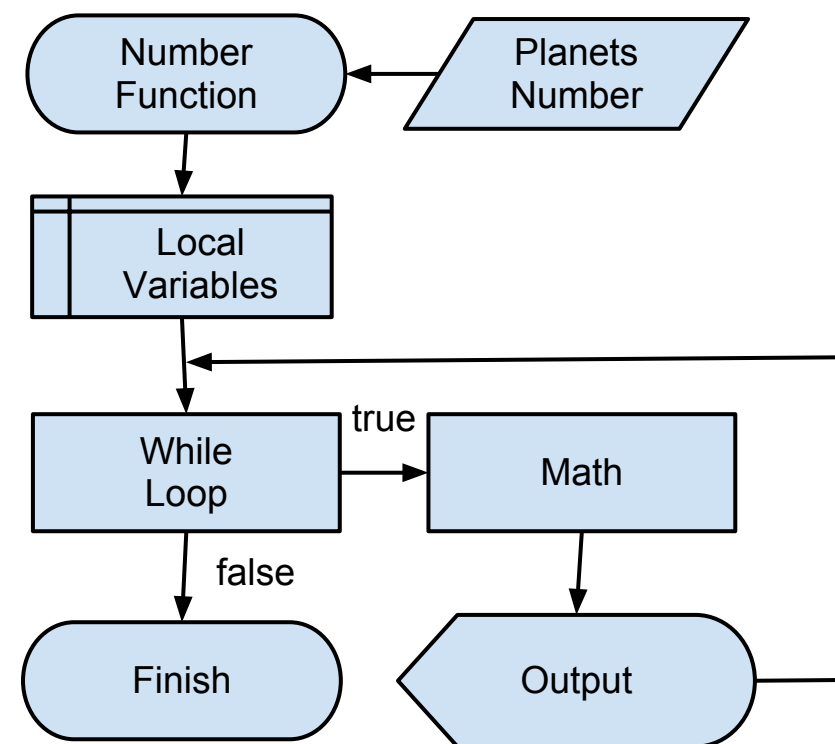 Number
Function
Planets
Number
Local
Variables
While
Loop
true
Math
false
Finish
Output